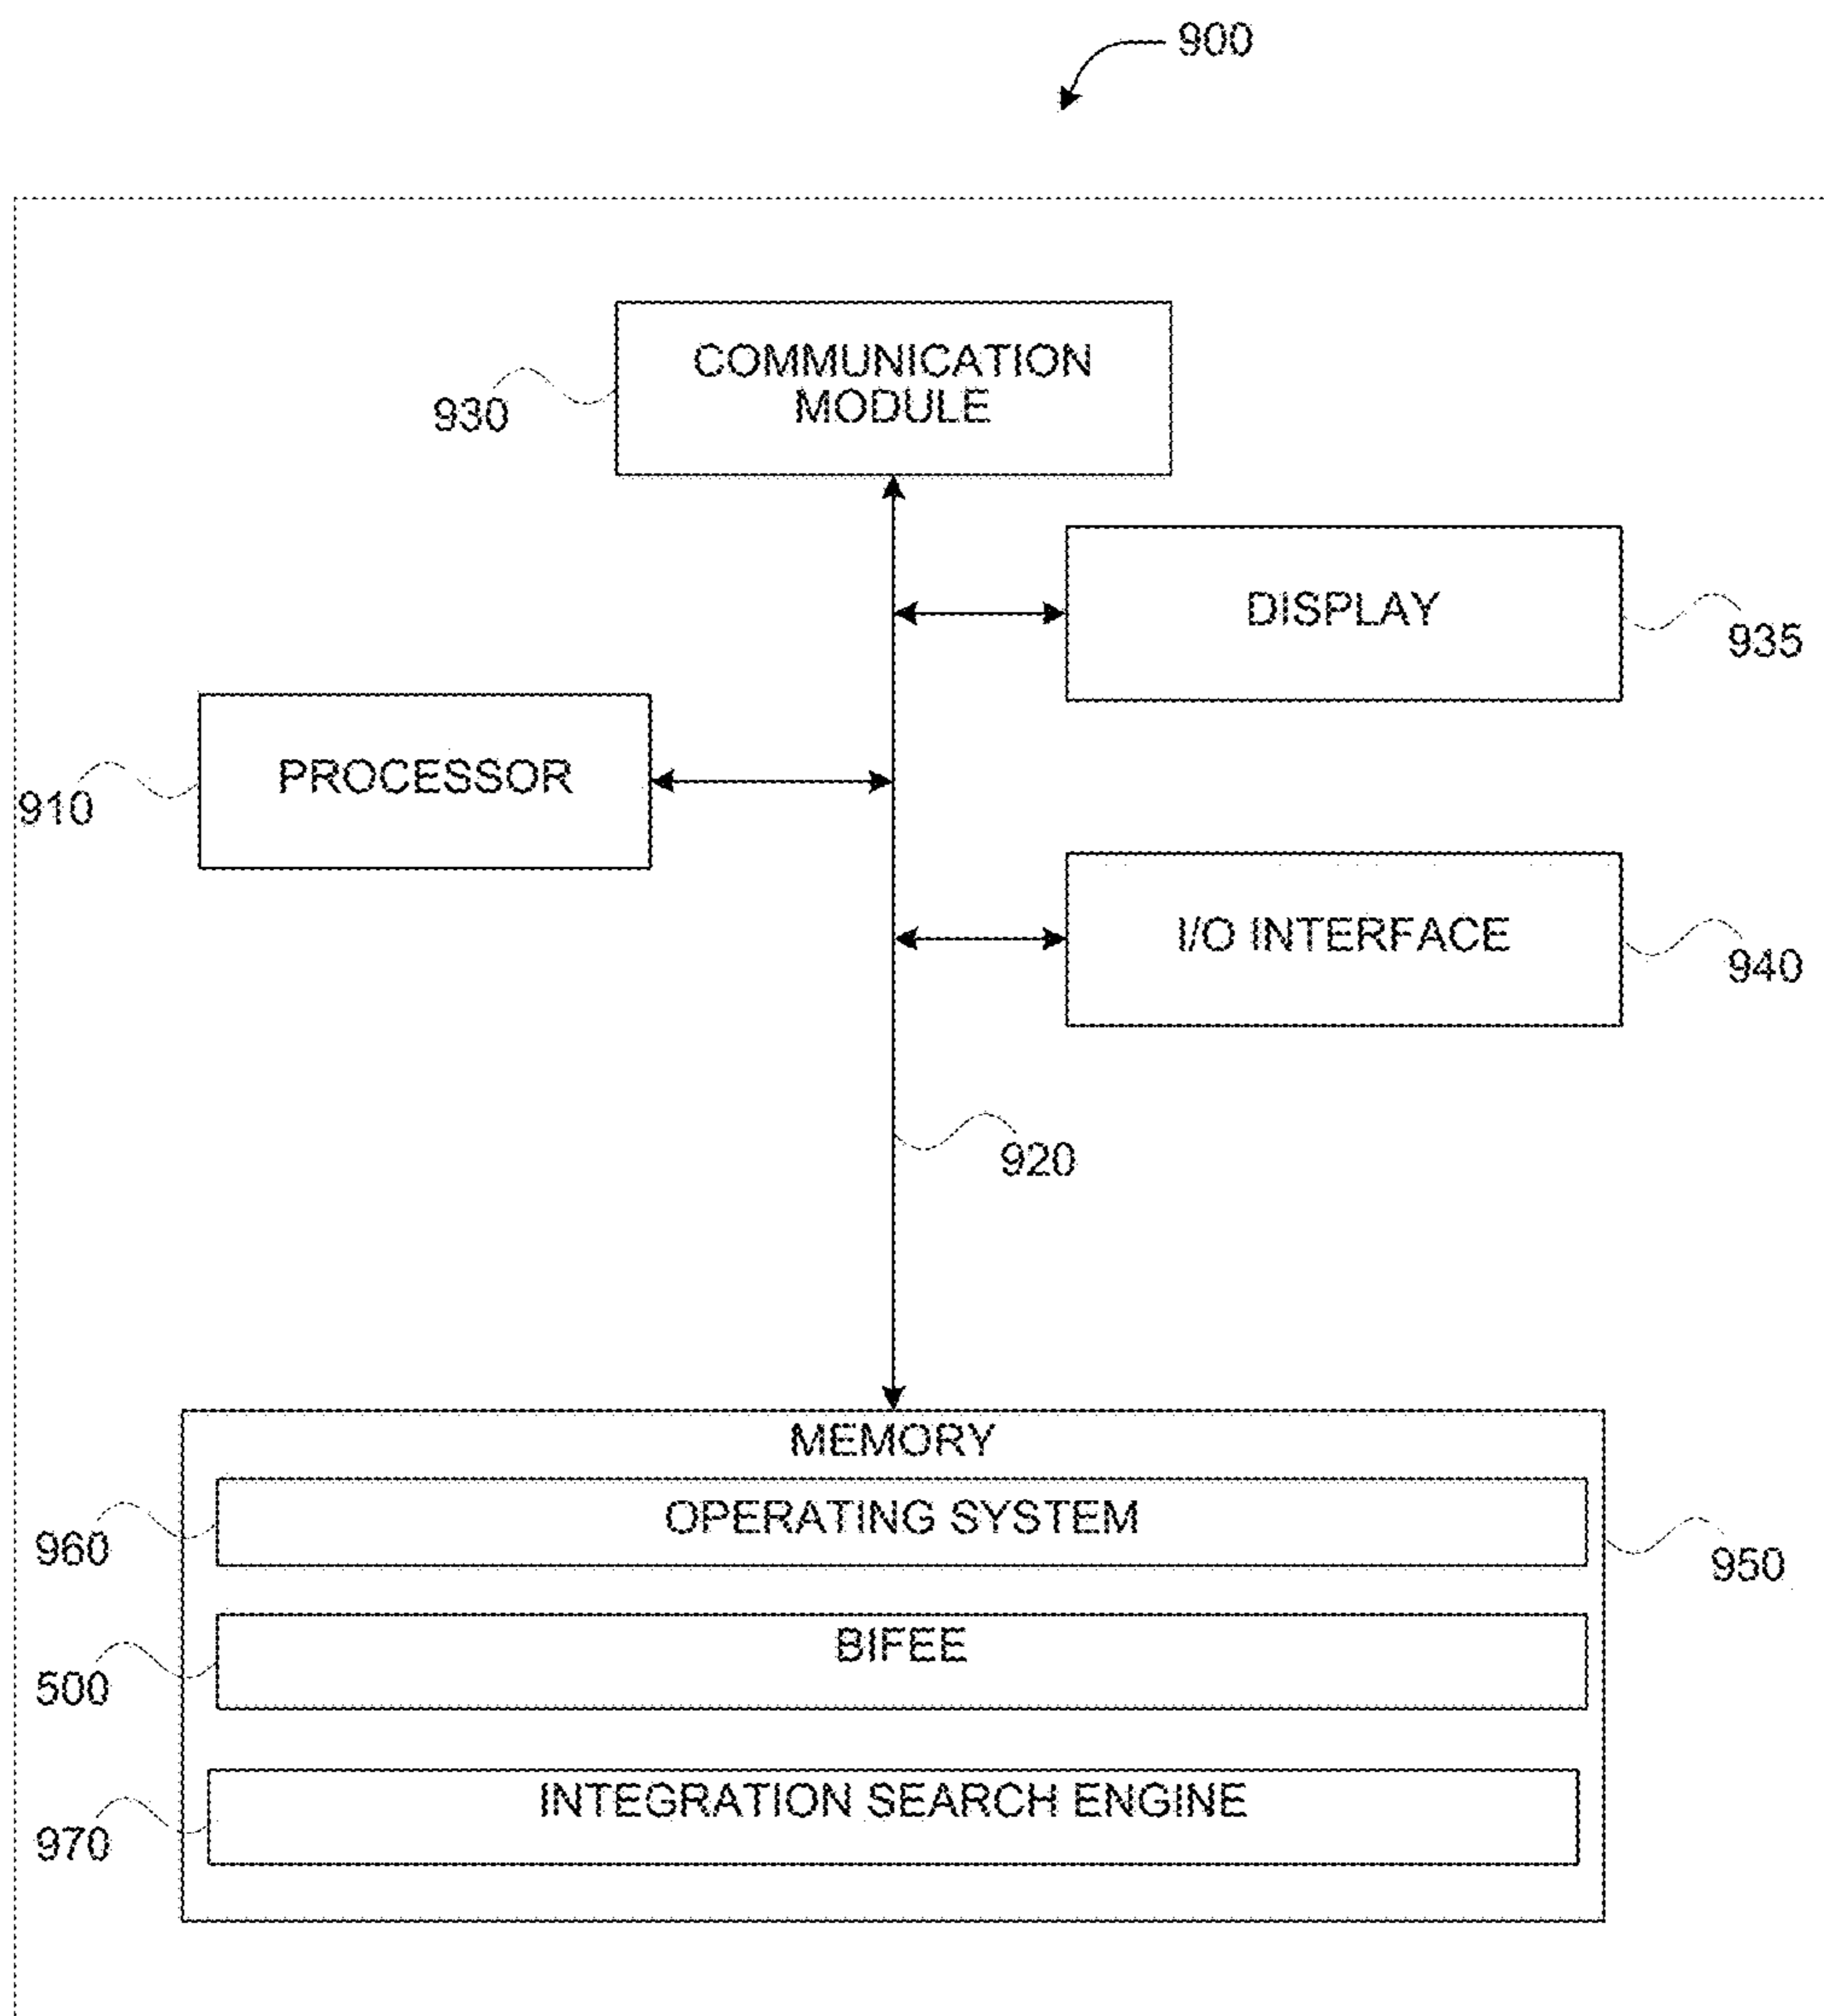 900
COMMUNICATION
MODULE
930
DISPLAY
935
PROCESSOR
910
I/O INTERFACE
940
920
MEMORY
OPERATING SYSTEM
960
950
BIFEE
500
INTEGRATION SEARCH ENGINE
970